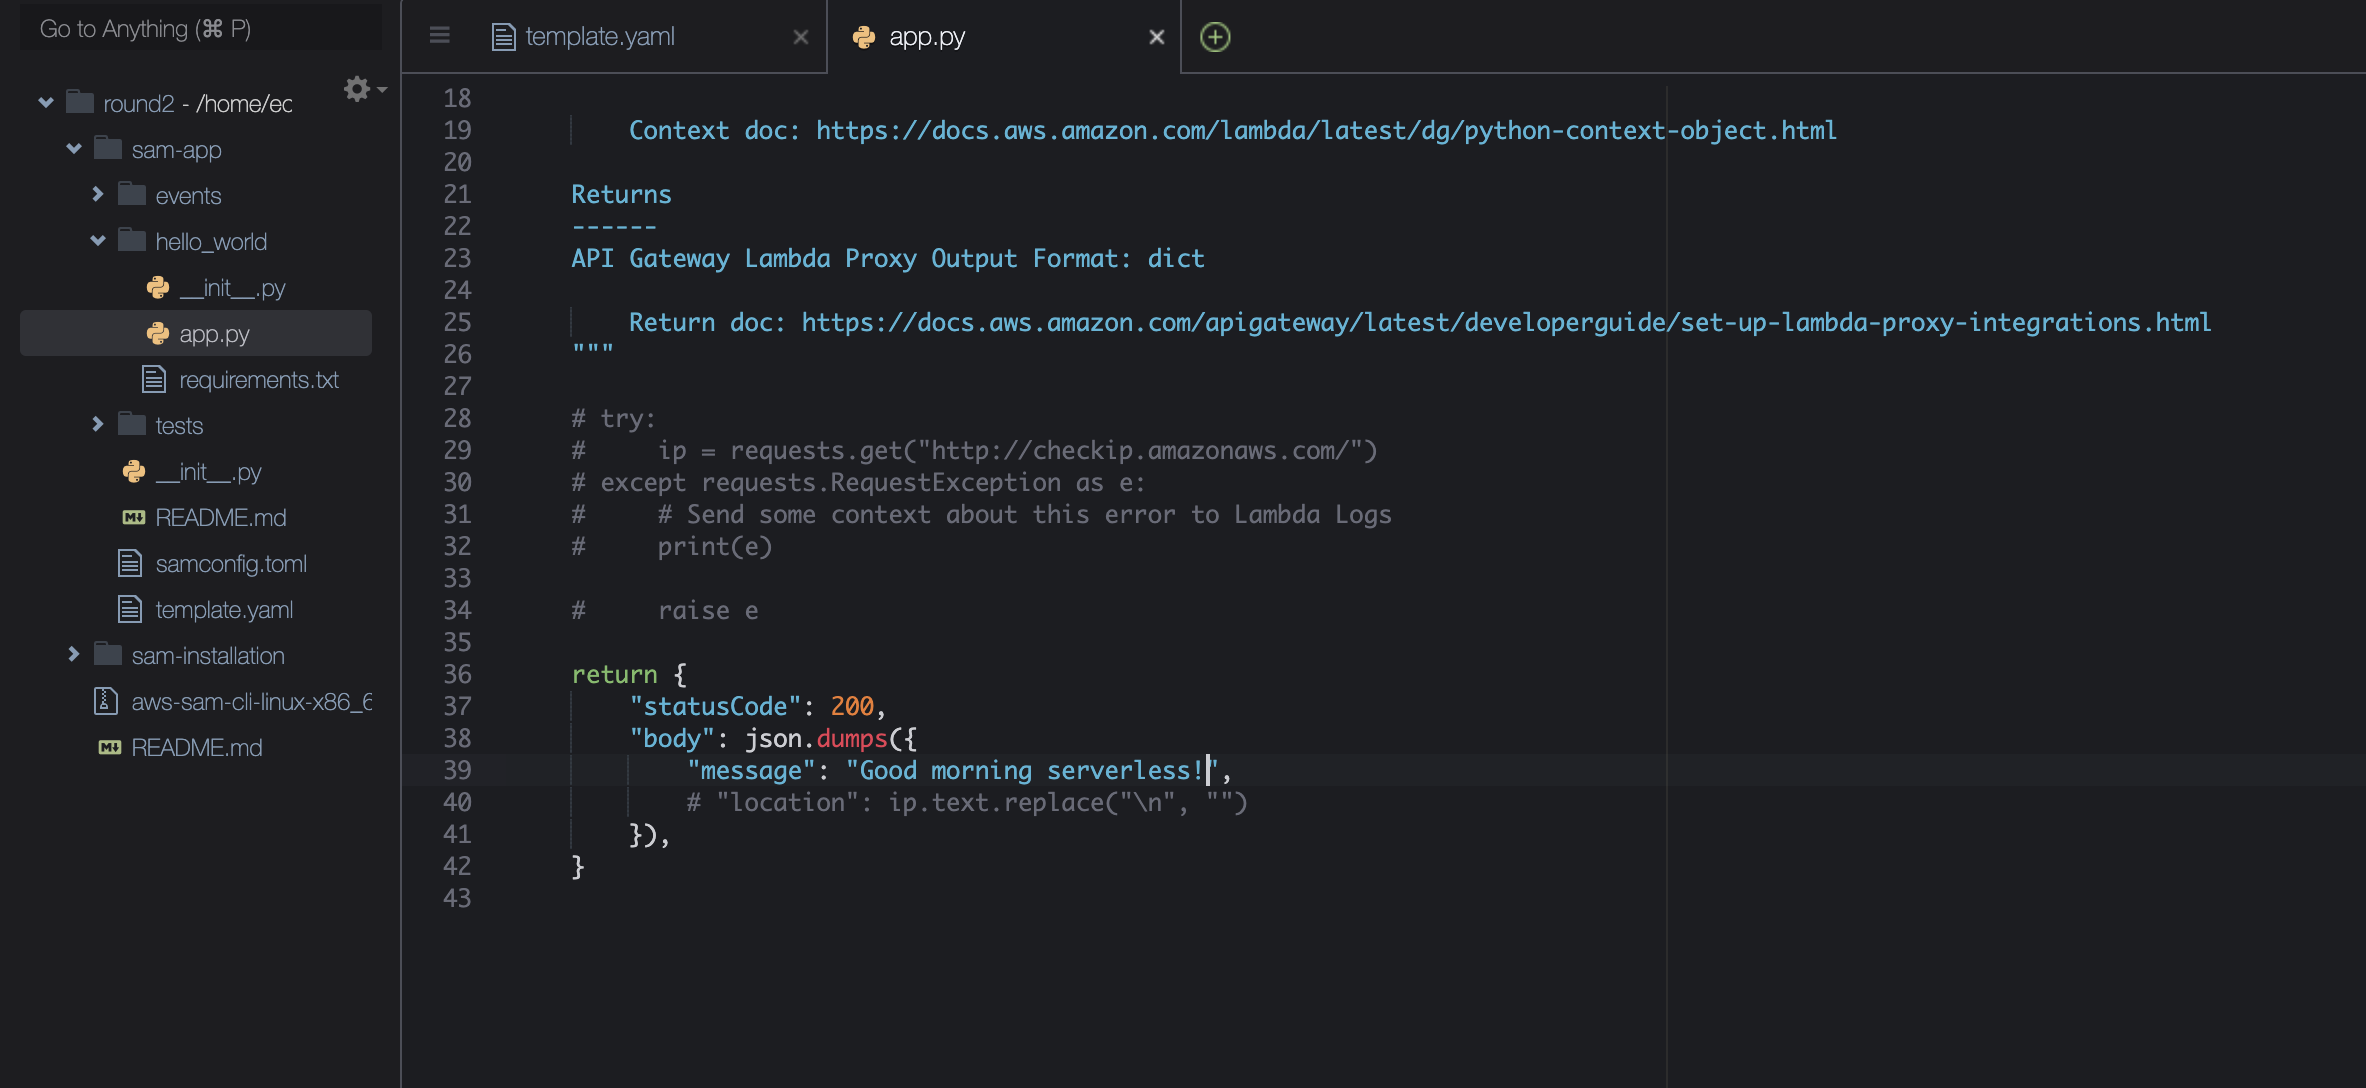 Go to Anything (⌘ P)
round2 - /home/ec
sam-app
events
hello_world
__init__.py
app.py
requirements.txt
tests
__init__.py
README.md
samconfig.toml
template.yaml
sam-installation
aws-sam-cli-linux-x86_6
README.md
template.yaml
app.py
18
19 Context doc: https://docs.aws.amazon.com/lambda/latest/dg/python-context-object.html
20
21 Returns
22 ------
23 API Gateway Lambda Proxy Output Format: dict
24
25 Return doc: https://docs.aws.amazon.com/apigateway/latest/developerguide/set-up-lambda-proxy-integrations.html
26 """
27
28 # try:
29 #     ip = requests.get("http://checkip.amazonaws.com/")
30 # except requests.RequestException as e:
31 #     # Send some context about this error to Lambda Logs
32 #     print(e)
33
34 #     raise e
35
36 return {
37 "statusCode": 200,
38 "body": json.dumps({
39 "message": "Good morning serverless!",
40 # "location": ip.text.replace("\n", "")
41 }),
42 }
43